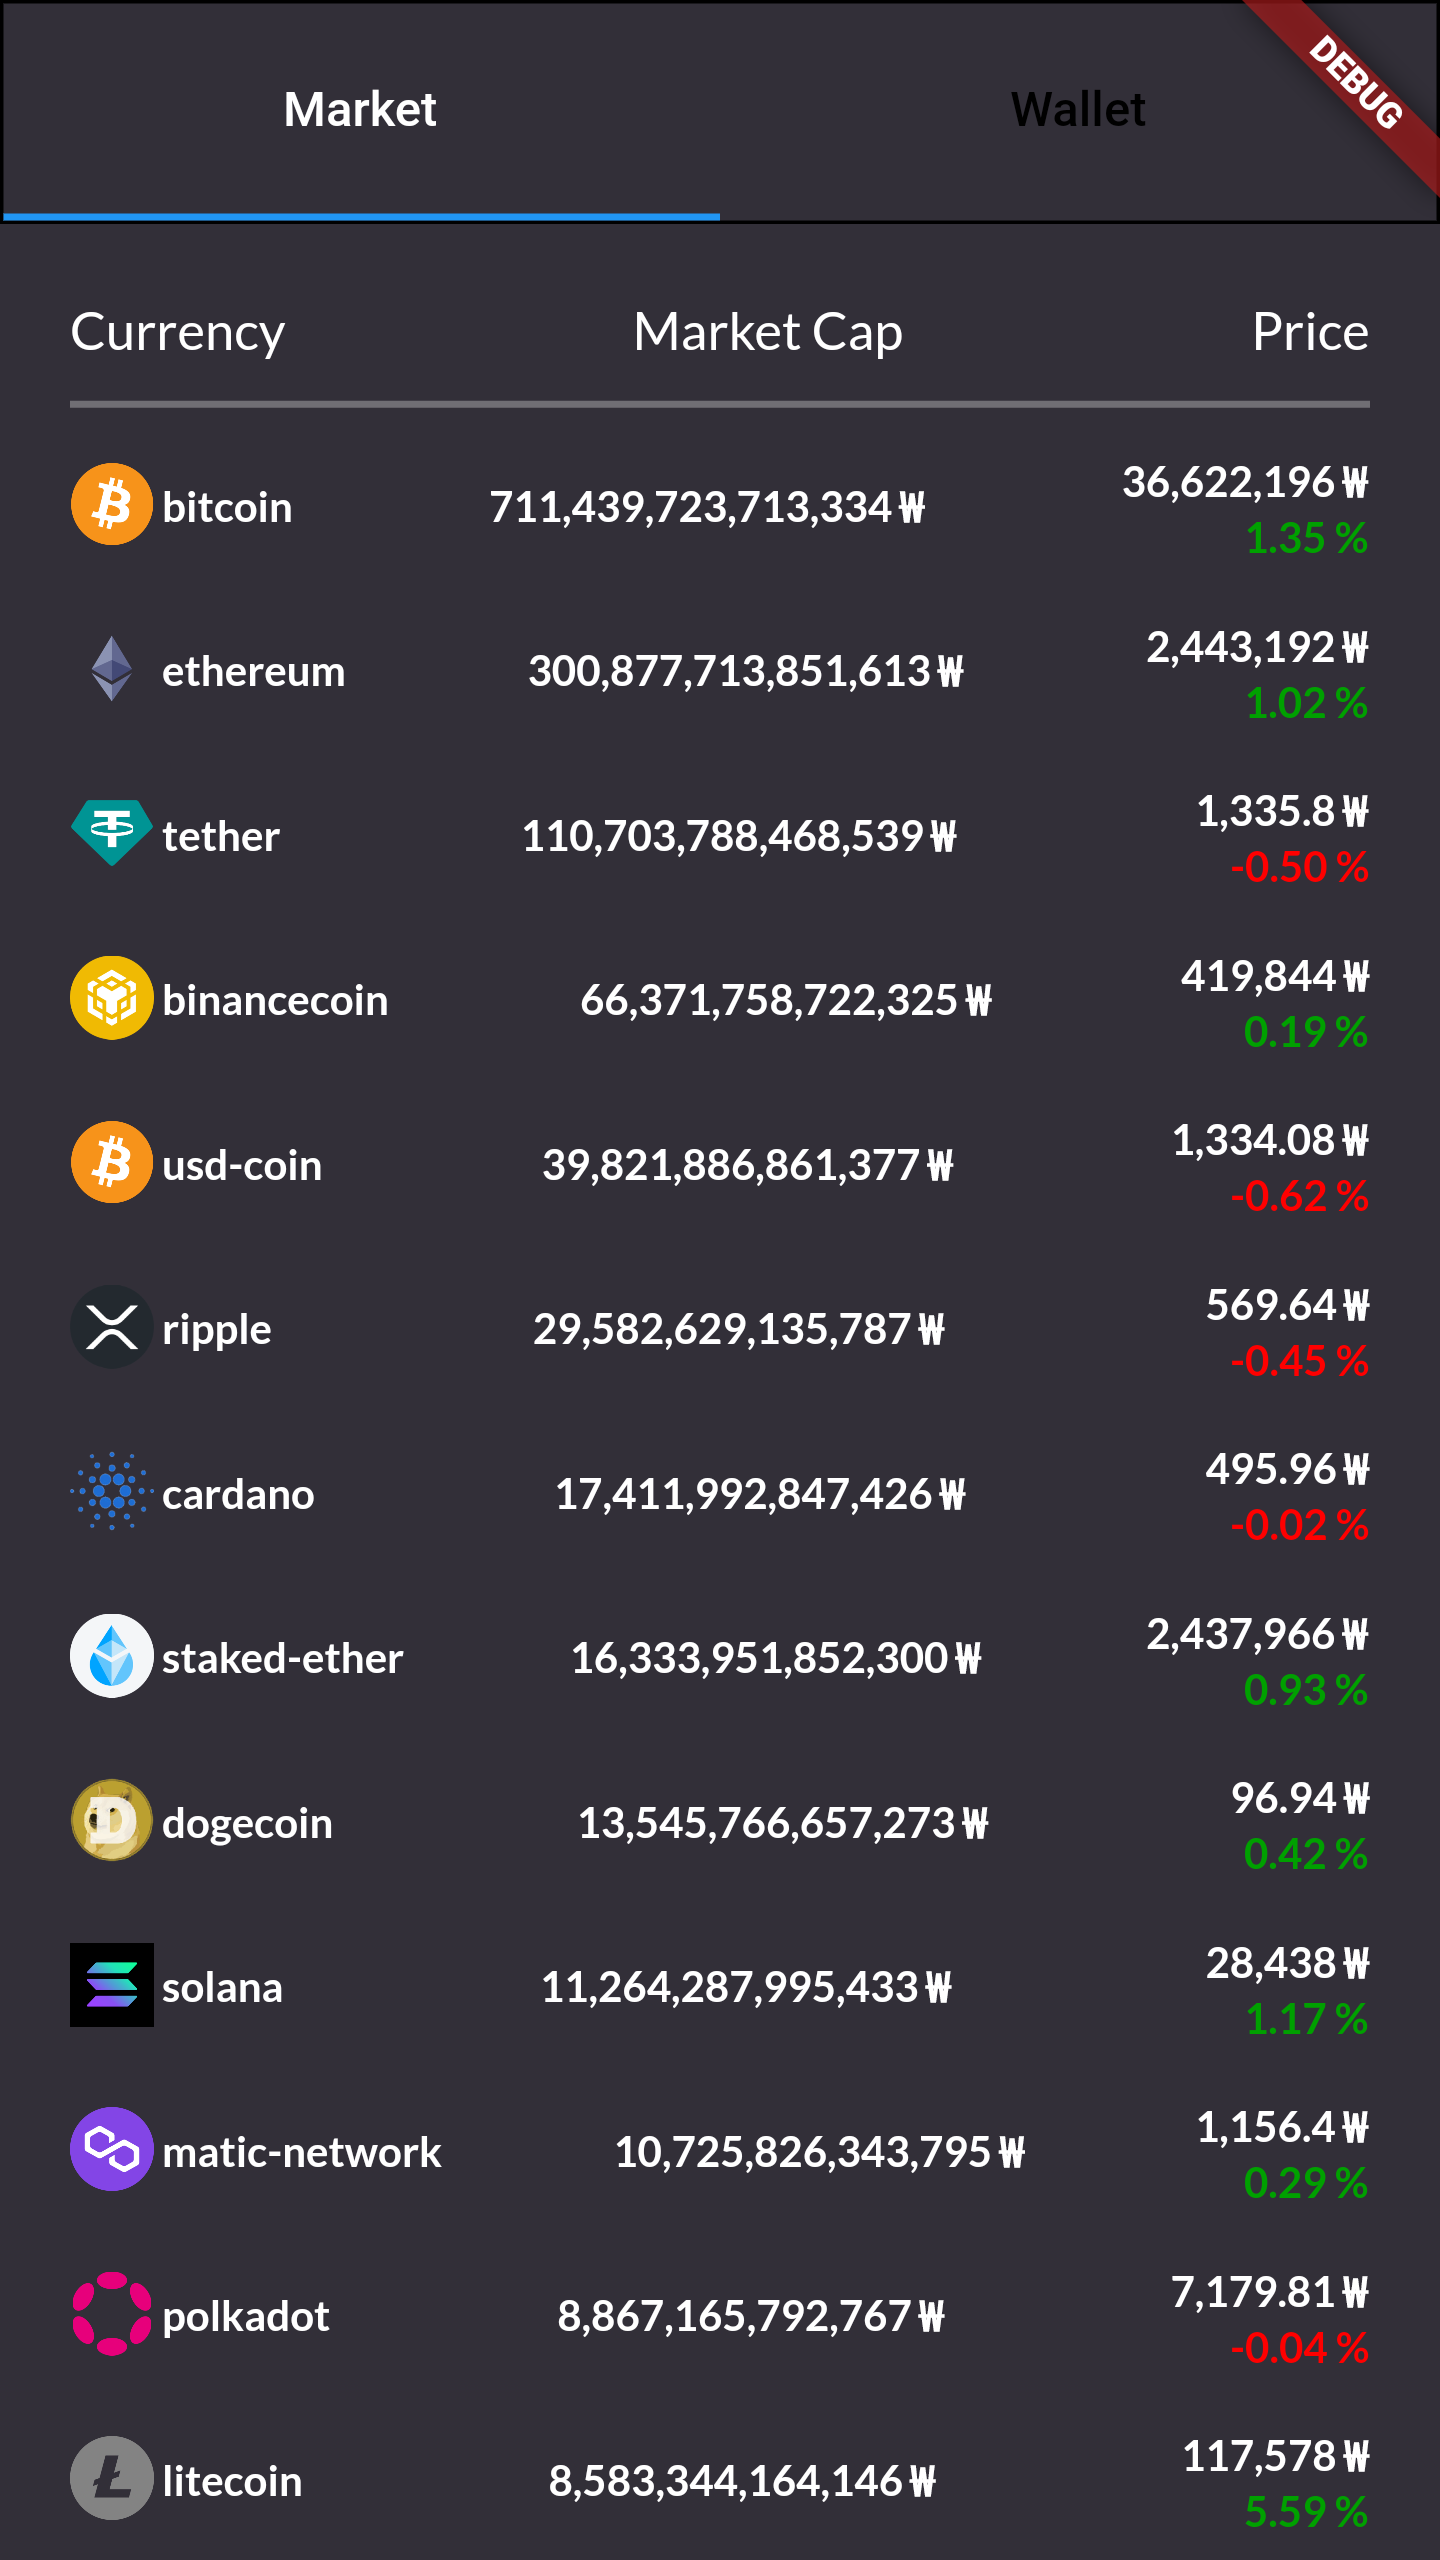 Market Wallet DEBUG
Currency Market Cap Price
bitcoin 711,439,723,713,334 ₩ 36,622,196 ₩
1.35 %
ethereum 300,877,713,851,613 ₩ 2,443,192 ₩
1.02 %
tether 110,703,788,468,539 ₩ 1,335.8 ₩
-0.50 %
binancecoin 66,371,758,722,325 ₩ 419,844 ₩
0.19 %
usd-coin 39,821,886,861,377 ₩ 1,334.08 ₩
-0.62 %
ripple 29,582,629,135,787 ₩ 569.64 ₩
-0.45 %
cardano 17,411,992,847,426 ₩ 495.96 ₩
-0.02 %
staked-ether 16,333,951,852,300 ₩ 2,437,966 ₩
0.93 %
dogecoin 13,545,766,657,273 ₩ 96.94 ₩
0.42 %
solana 11,264,287,995,433 ₩ 28,438 ₩
1.17 %
matic-network 10,725,826,343,795 ₩ 1,156.4 ₩
0.29 %
polkadot 8,867,165,792,767 ₩ 7,179.81 ₩
-0.04 %
litecoin 8,583,344,164,146 ₩ 117,578 ₩
5.59 %